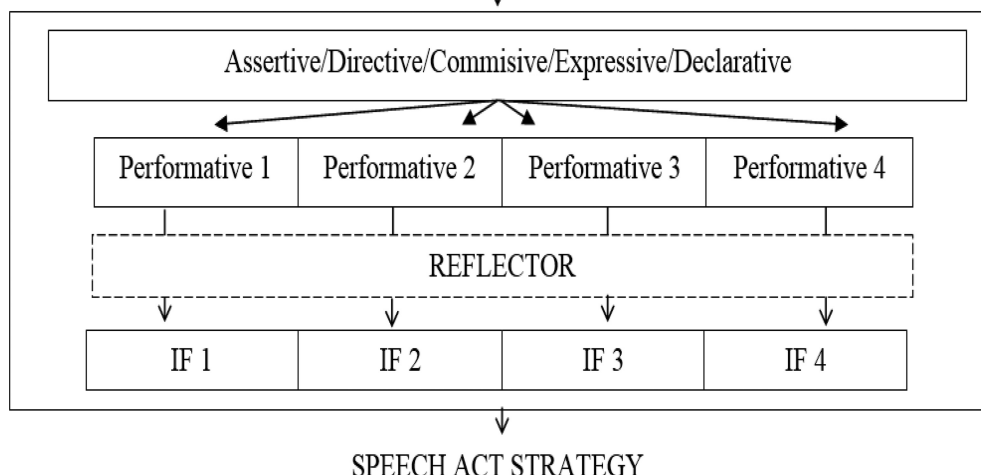 Assertive/Directive/Commisive/Expressive/Declarative
Performative 1 Performative 2 Performative 3 Performative 4
REFLECTOR
IF 1 IF 2 IF 3 IF 4
SPEECH ACT STRATEGY